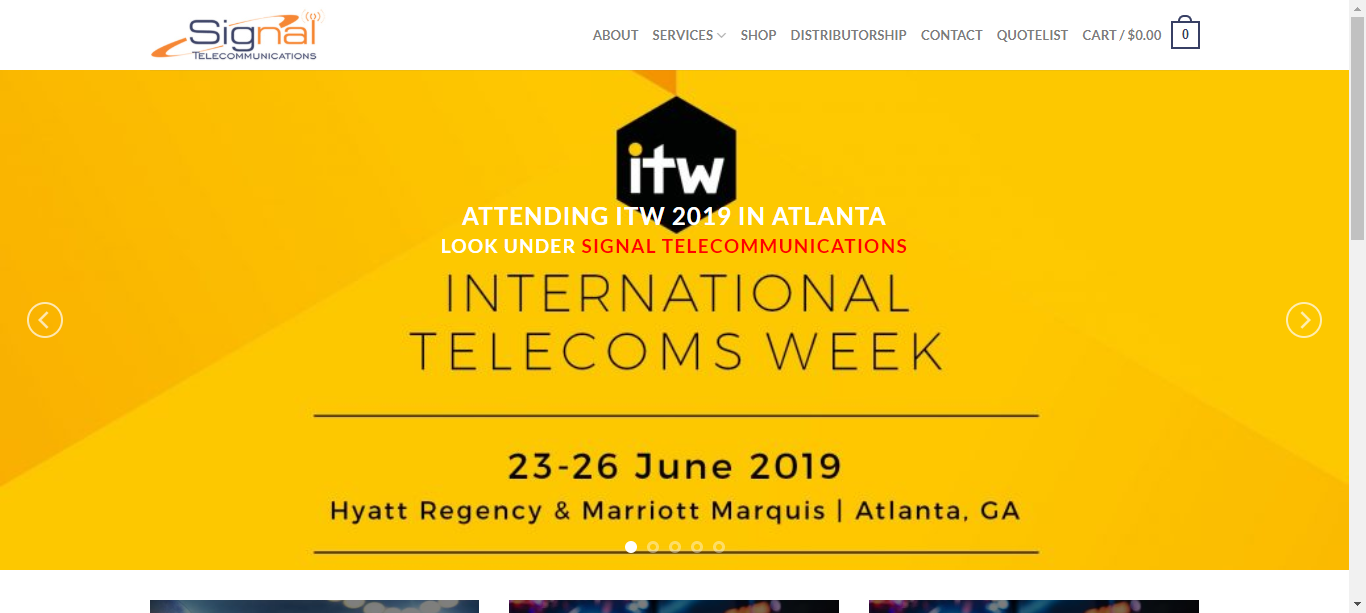 Signal
TELECOMMUNICATIONS
ABOUT SERVICES SHOP DISTRIBUTORSHIP CONTACT QUOTELIST CART / $0.00 0
itw
ATTENDING ITW 2019 IN ATLANTA
LOOK UNDER SIGNAL TELECOMMUNICATIONS
INTERNATIONAL
TELECOMS WEEK
23-26 June 2019
Hyatt Regency & Marriott Marquis | Atlanta, GA